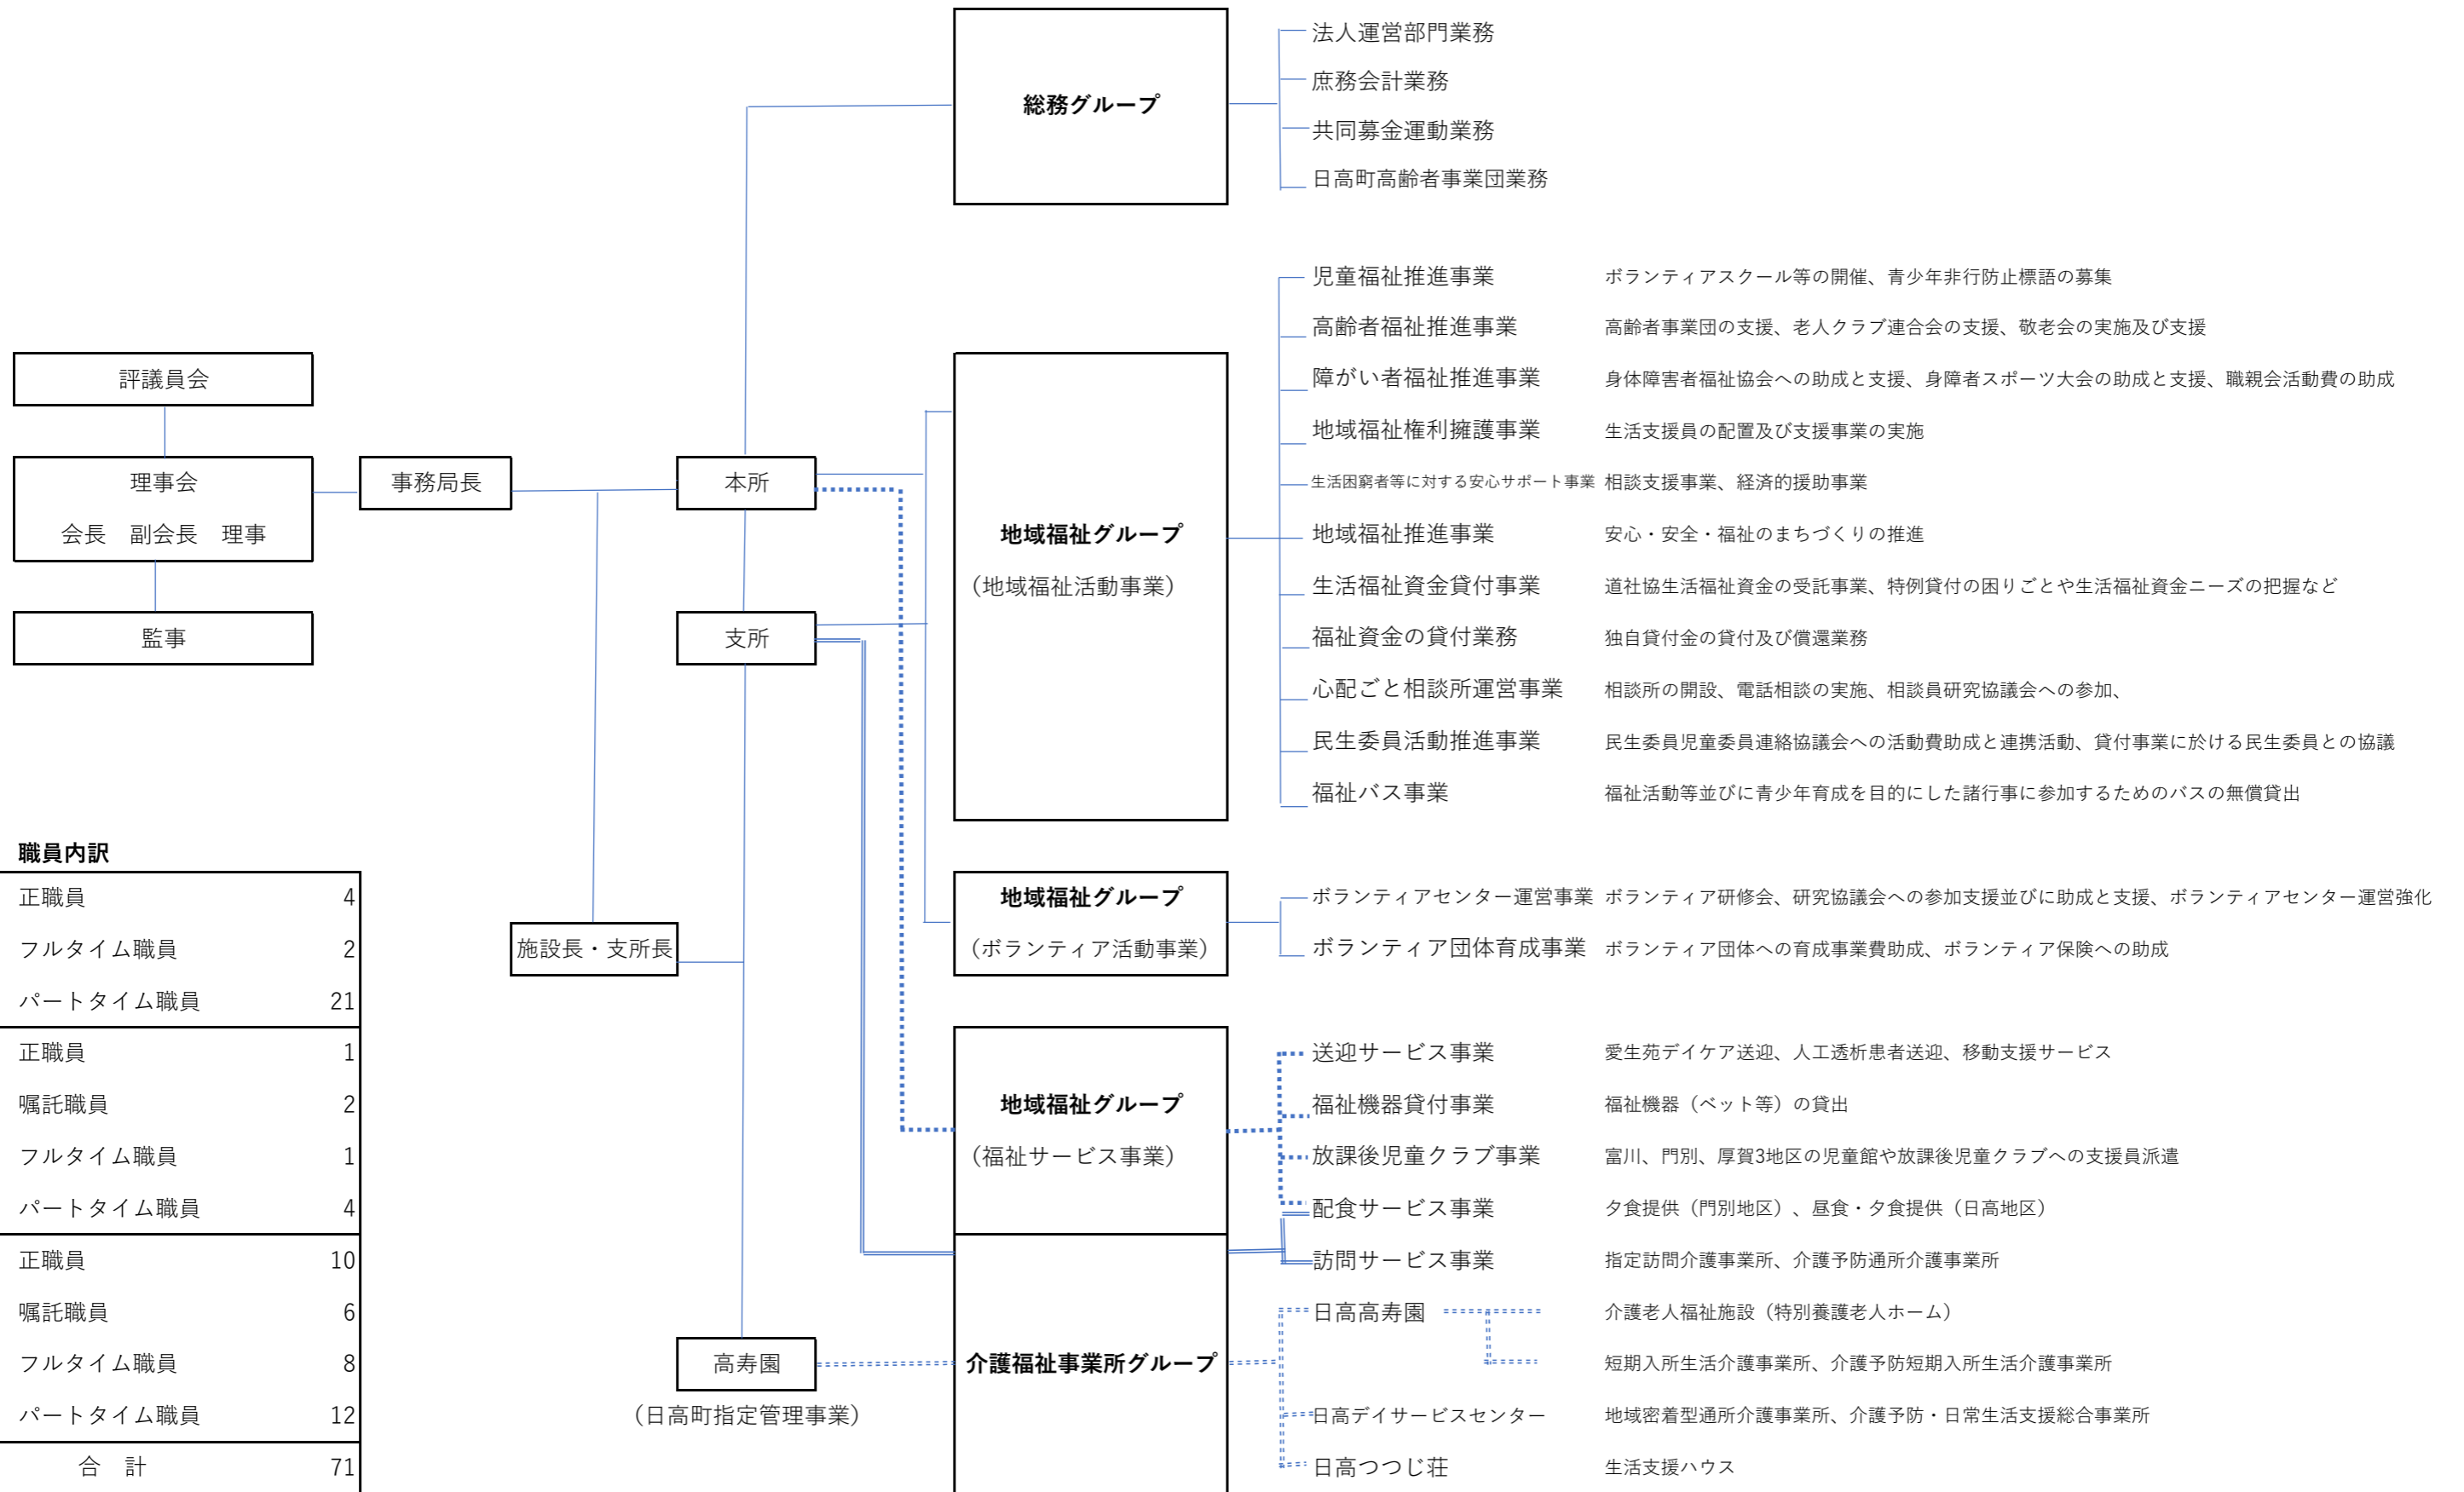 総務グループ
法人運営部門業務
庶務会計業務
共同募金運動業務
日高町高齢者事業団業務
評議員会
理事会
会長　副会長　理事
監事
事務局長
本所
支所
施設長・支所長
高寿園
（日高町指定管理事業）
地域福祉グループ
（地域福祉活動事業）
児童福祉推進事業　ボランティアスクール等の開催、青少年非行防止標語の募集
高齢者福祉推進事業　高齢者事業団の支援、老人クラブ連合会の支援、敬老会の実施及び支援
障がい者福祉推進事業　身体障害者福祉協会への助成と支援、身障者スポーツ大会の助成と支援、職親会活動費の助成
地域福祉権利擁護事業　生活支援員の配置及び支援事業の実施
生活困窮者等に対する安心サポート事業　相談支援事業、経済的援助事業
地域福祉推進事業　安心・安全・福祉のまちづくりの推進
生活福祉資金貸付事業　道社協生活福祉資金の受託事業、特例貸付の困りごとや生活福祉資金ニーズの把握など
福祉資金の貸付業務　独自貸付金の貸付及び償還業務
心配ごと相談所運営事業　相談所の開設、電話相談の実施、相談員研究協議会への参加、
民生委員活動推進事業　民生委員児童委員連絡協議会への活動費助成と連携活動、貸付事業に於ける民生委員との協議
福祉バス事業　福祉活動等並びに青少年育成を目的にした諸行事に参加するためのバスの無償貸出
地域福祉グループ
（ボランティア活動事業）
ボランティアセンター運営事業　ボランティア研修会、研究協議会への参加支援並びに助成と支援、ボランティアセンター運営強化
ボランティア団体育成事業　ボランティア団体への育成事業費助成、ボランティア保険への助成
地域福祉グループ
（福祉サービス事業）
送迎サービス事業　愛生苑デイケア送迎、人工透析患者送迎、移動支援サービス
福祉機器貸付事業　福祉機器（ベット等）の貸出
放課後児童クラブ事業　富川、門別、厚賀3地区の児童館や放課後児童クラブへの支援員派遣
配食サービス事業　夕食提供（門別地区）、昼食・夕食提供（日高地区）
訪問サービス事業　指定訪問介護事業所、介護予防通所介護事業所
介護福祉事業所グループ
日高高寿園　介護老人福祉施設（特別養護老人ホーム）
短期入所生活介護事業所、介護予防短期入所生活介護事業所
日高デイサービスセンター　地域密着型通所介護事業所、介護予防・日常生活支援総合事業所
日高つつじ荘　生活支援ハウス
職員内訳
正職員　4
フルタイム職員　2
パートタイム職員　21
正職員　1
嘱託職員　2
フルタイム職員　1
パートタイム職員　4
正職員　10
嘱託職員　6
フルタイム職員　8
パートタイム職員　12
合　計　71